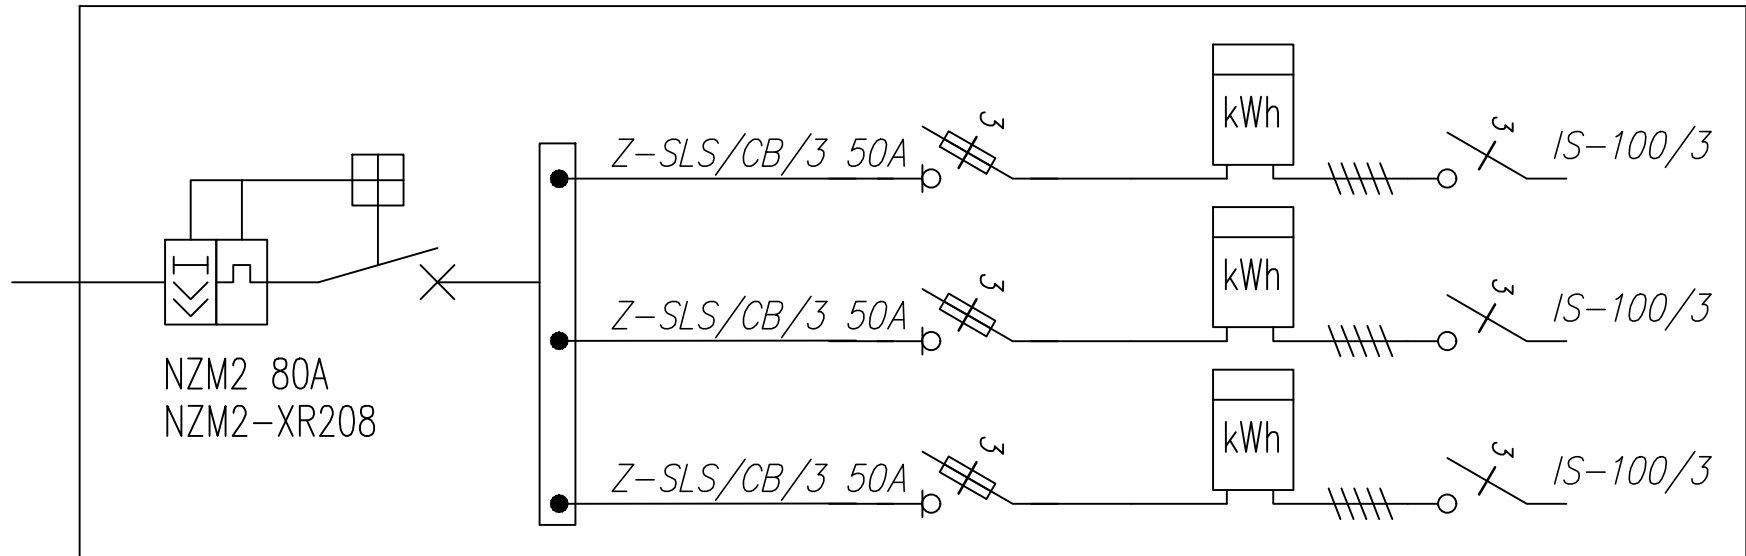 3
kWh
3
Z-SLS/CB/3 50A
IS-100/3
3
kWh
3
Z-SLS/CB/3 50A
IS-100/3
NZM2 80A
NZM2-XR208
3
kWh
3
Z-SLS/CB/3 50A
IS-100/3